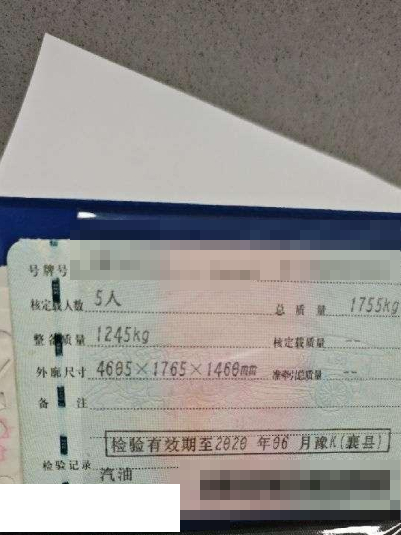 号牌号
核定载人数 5人 总质量 1755kg
整备质量 1245kg 核定载质量 --
外廓尺寸 4605×1765×1460mm 准牵引总质量 --
备注
检验有效期至2020年06月豫K(襄县)
检验记录
汽油